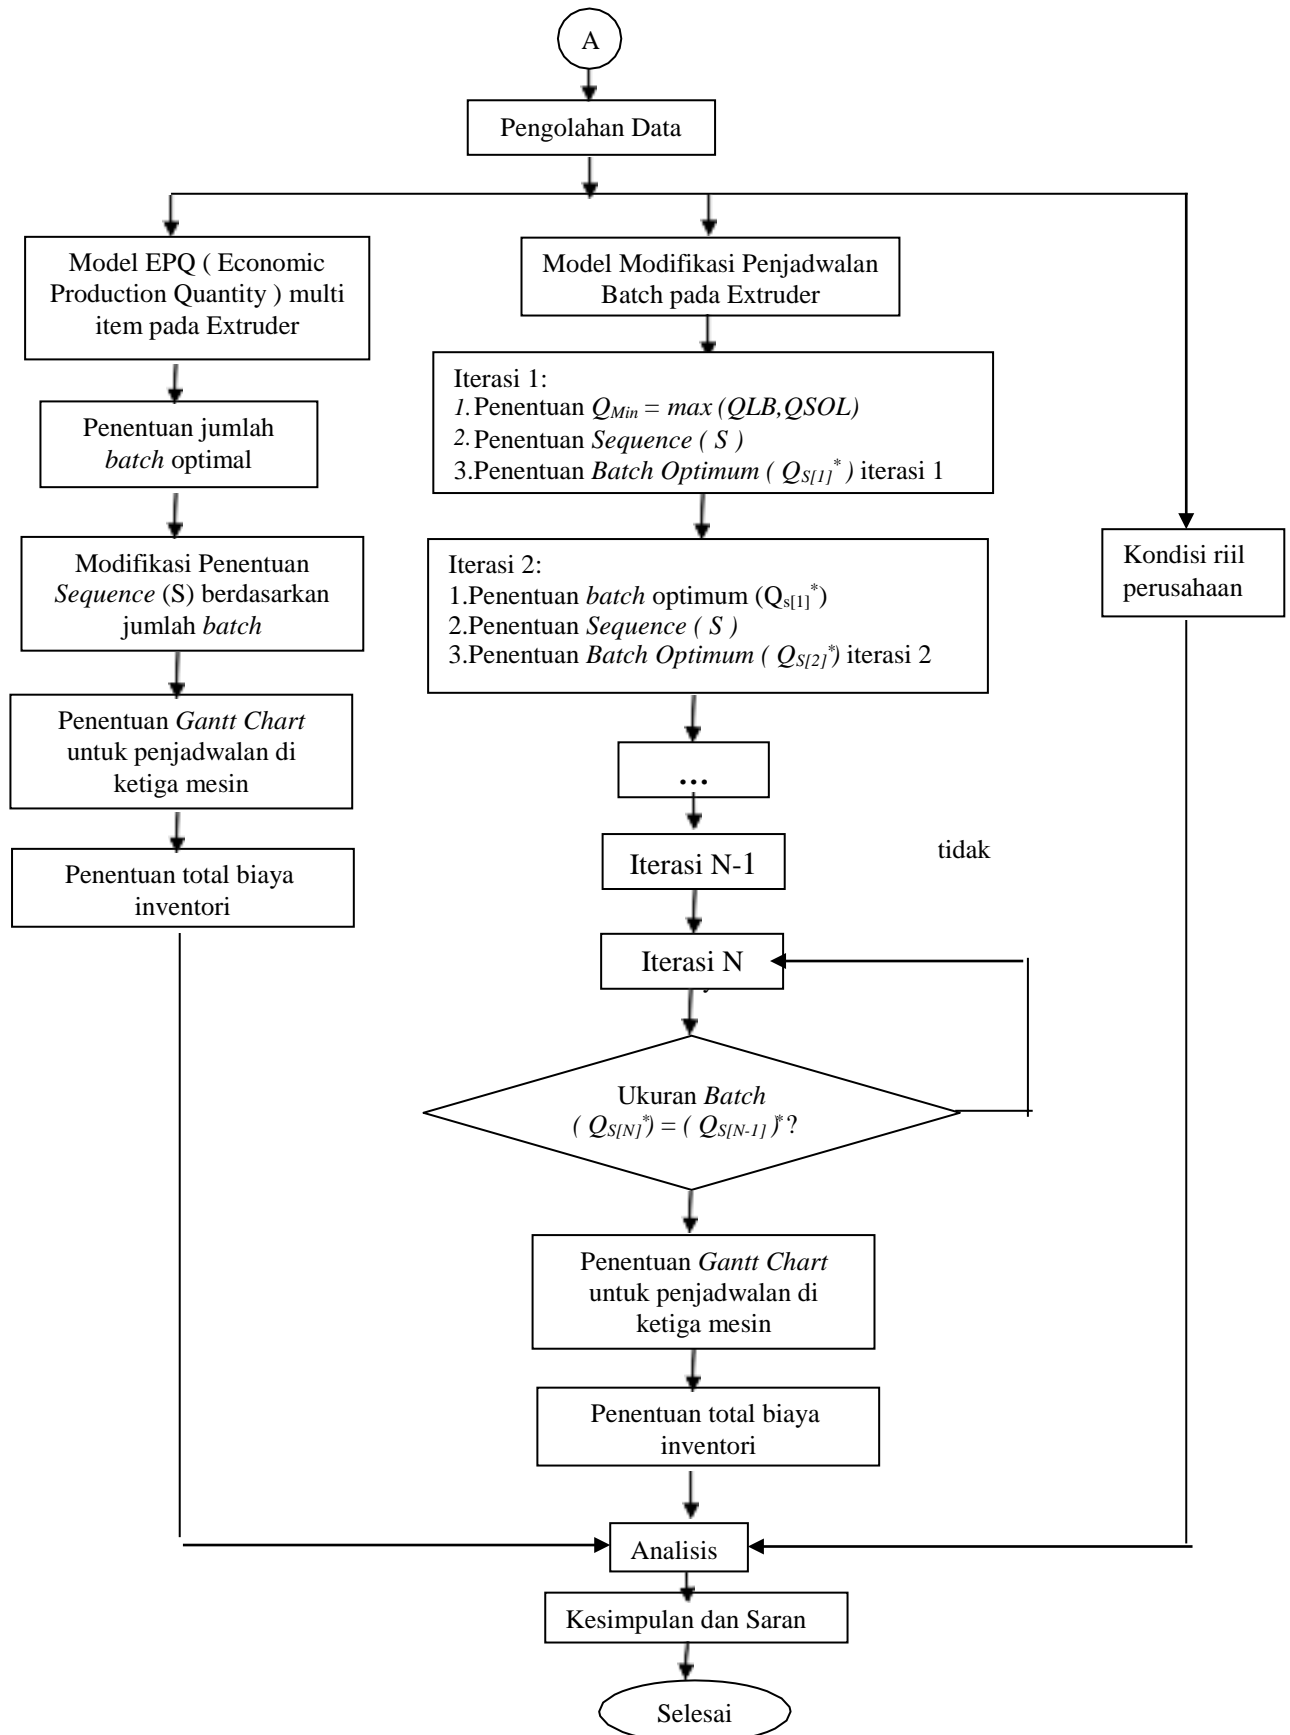 A
Pengolahan Data
Model EPQ ( Economic
Production Quantity ) multi
item pada Extruder
Penentuan jumlah
batch optimal
Modifikasi Penentuan
Sequence (S) berdasarkan
jumlah batch
Penentuan Gantt Chart
untuk penjadwalan di
ketiga mesin
Penentuan total biaya
inventori
Model Modifikasi Penjadwalan
Batch pada Extruder
Iterasi 1:
1. Penentuan Q_Min = max (QLB,QSOL)
2. Penentuan Sequence ( S )
3.Penentuan Batch Optimum ( Q_S[1]^* ) iterasi 1
Iterasi 2:
1.Penentuan batch optimum (Q_s[1]^*)
2.Penentuan Sequence ( S )
3.Penentuan Batch Optimum ( Q_S[2]^*) iterasi 2
...
Iterasi N-1
tidak
Iterasi N
Ukuran Batch
( Q_S[N]^*) = ( Q_S[N-1] )^* ?
Penentuan Gantt Chart
untuk penjadwalan di
ketiga mesin
Penentuan total biaya
inventori
Kondisi riil
perusahaan
Analisis
Kesimpulan dan Saran
Selesai